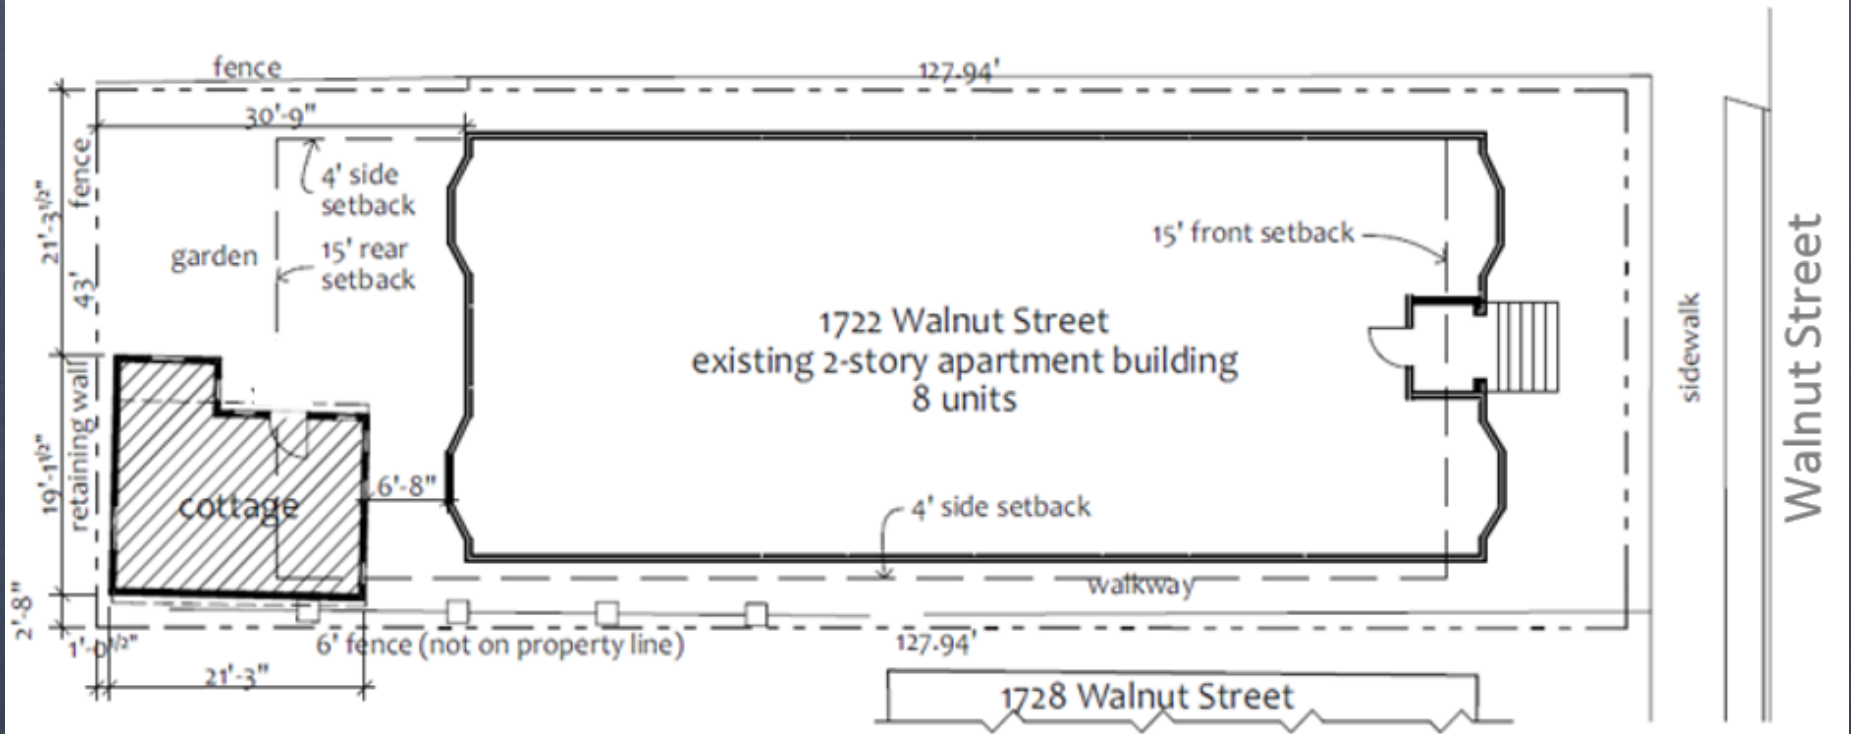 fence
127.94'
30'-9"
fence
21'-3½"
43'
4' side
setback
garden
15' rear
setback
15' front setback
1722 Walnut Street
existing 2-story apartment building
8 units
sidewalk
Walnut Street
retaining wall
19'-1½"
cottage
6'-8"
4' side setback
walkway
2'-8"
1'-0½"
6' fence (not on property line)
127.94'
21'-3"
1728 Walnut Street